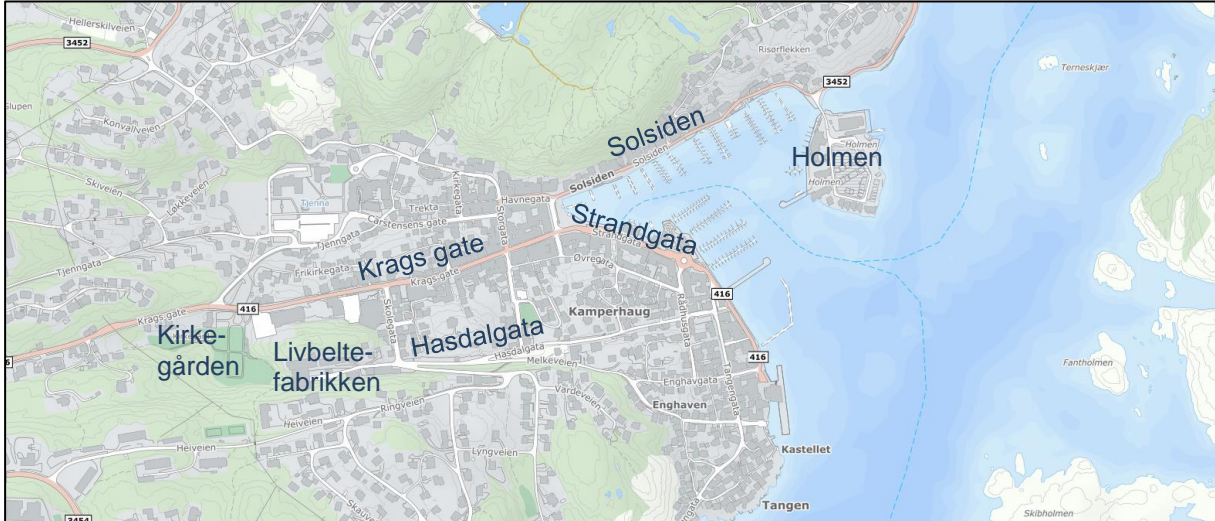 Hellerskilveien
3452
Risørflekken
Terneskjær
3452
Glupen
Konvallveien
Solsiden
Solsiden
Solsiden
Holmen
Holmen
Holmen
Skiveien
Løkkeveien
Tjenna
Kirkegata
Trekta
Havnegata
Storgata
Carstensens gate
Tjenngata
Tjenngata
Frikirkegata
Strandgata
Strandgata
Krags gate
Krags gate
Øvregata
Krags gate
416
416
Skolegata
Kamperhaug
Rådhusgata
Kirke-
gården
Livbelte-
fabrikken
Hasdalgata
Hasdalgata
Melkeveien
416
Fantholmen
Enghavgata
Tangengata
Vardeveien
Ringveien
Enghaven
Heiveien
Heiveien
Lyngveien
Kastellet
Tangen
Skibholmen
3454